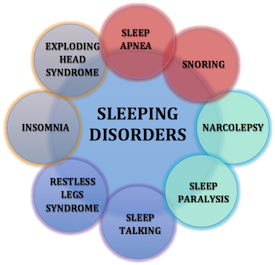 SLEEPING
DISORDERS
SLEEP
APNEA
SNORING
NARCOLEPSY
SLEEP
PARALYSIS
SLEEP
TALKING
RESTLESS
LEGS
SYNDROME
INSOMNIA
EXPLODING
HEAD
SYNDROME